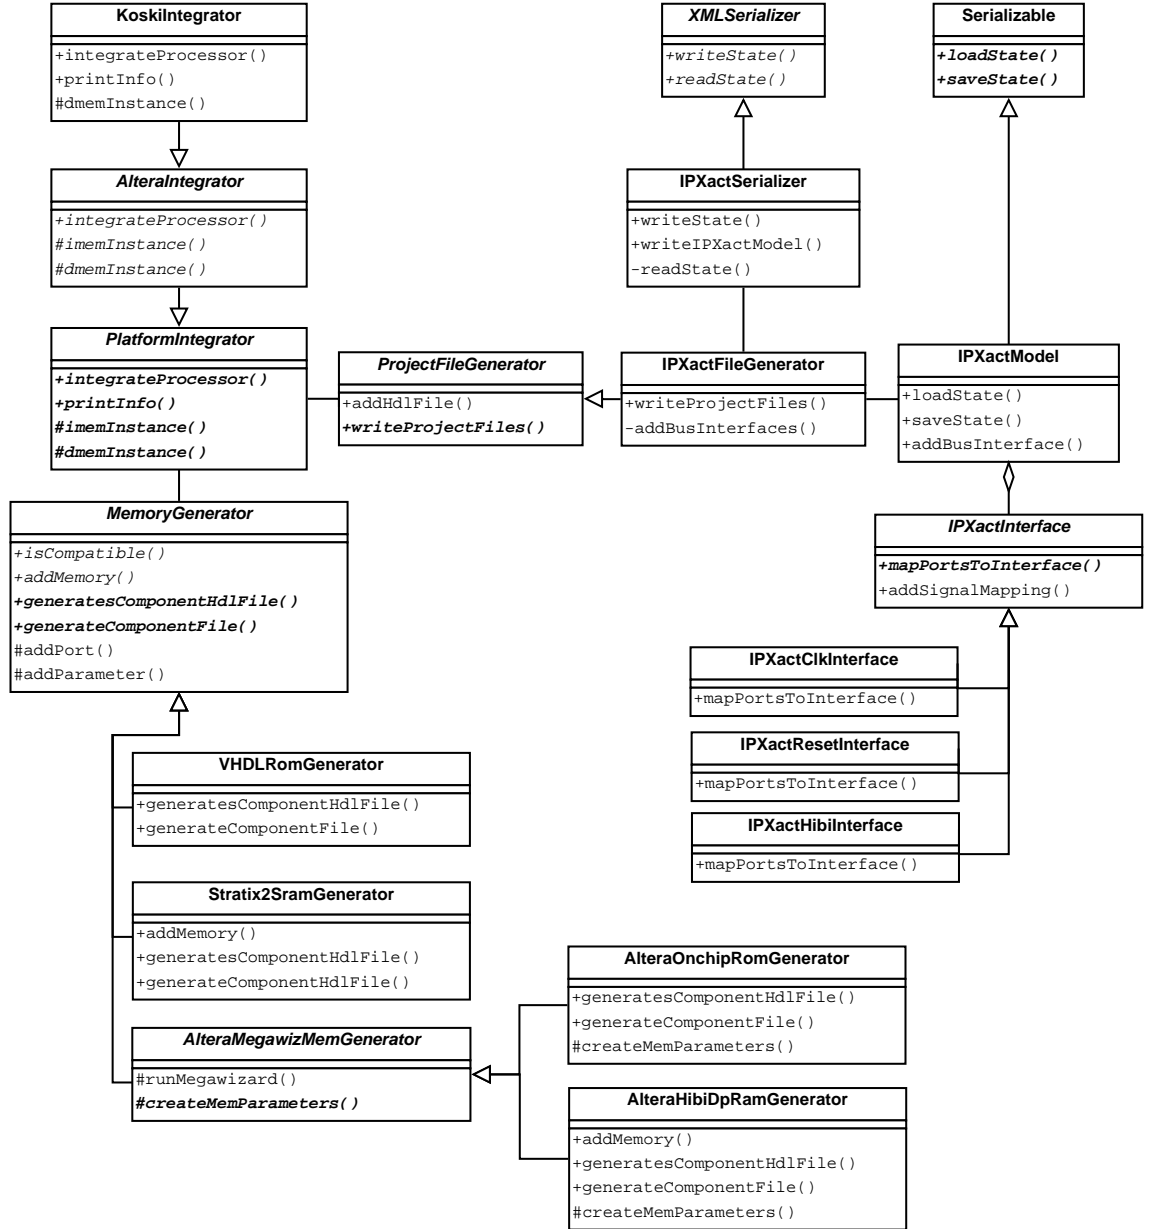 KoskiIntegrator
+integrateProcessor()
+printInfo()
#dmemInstance()
XMLSerializer
+writeState()
+readState()
Serializable
+loadState()
+saveState()
AlteraIntegrator
+integrateProcessor()
#imemInstance()
#dmemInstance()
IPXactSerializer
+writeState()
+writeIPXactModel()
-readState()
PlatformIntegrator
+integrateProcessor()
+printInfo()
#imemInstance()
#dmemInstance()
ProjectFileGenerator
+addHdlFile()
+writeProjectFiles()
IPXactFileGenerator
+writeProjectFiles()
-addBusInterfaces()
IPXactModel
+loadState()
+saveState()
+addBusInterface()
MemoryGenerator
+isCompatible()
+addMemory()
+generatesComponentHdlFile()
+generateComponentFile()
#addPort()
#addParameter()
IPXactInterface
+mapPortsToInterface()
+addSignalMapping()
IPXactClkInterface
+mapPortsToInterface()
IPXactResetInterface
+mapPortsToInterface()
IPXactHibiInterface
+mapPortsToInterface()
VHDLRomGenerator
+generatesComponentHdlFile()
+generateComponentFile()
Stratix2SramGenerator
+addMemory()
+generatesComponentHdlFile()
+generateComponentHdlFile()
AlteraMegawizMemGenerator
#runMegawizard()
#createMemParameters()
AlteraOnchipRomGenerator
+generatesComponentHdlFile()
+generateComponentFile()
#createMemParameters()
AlteraHibiDpRamGenerator
+addMemory()
+generatesComponentHdlFile()
+generateComponentFile()
#createMemParameters()